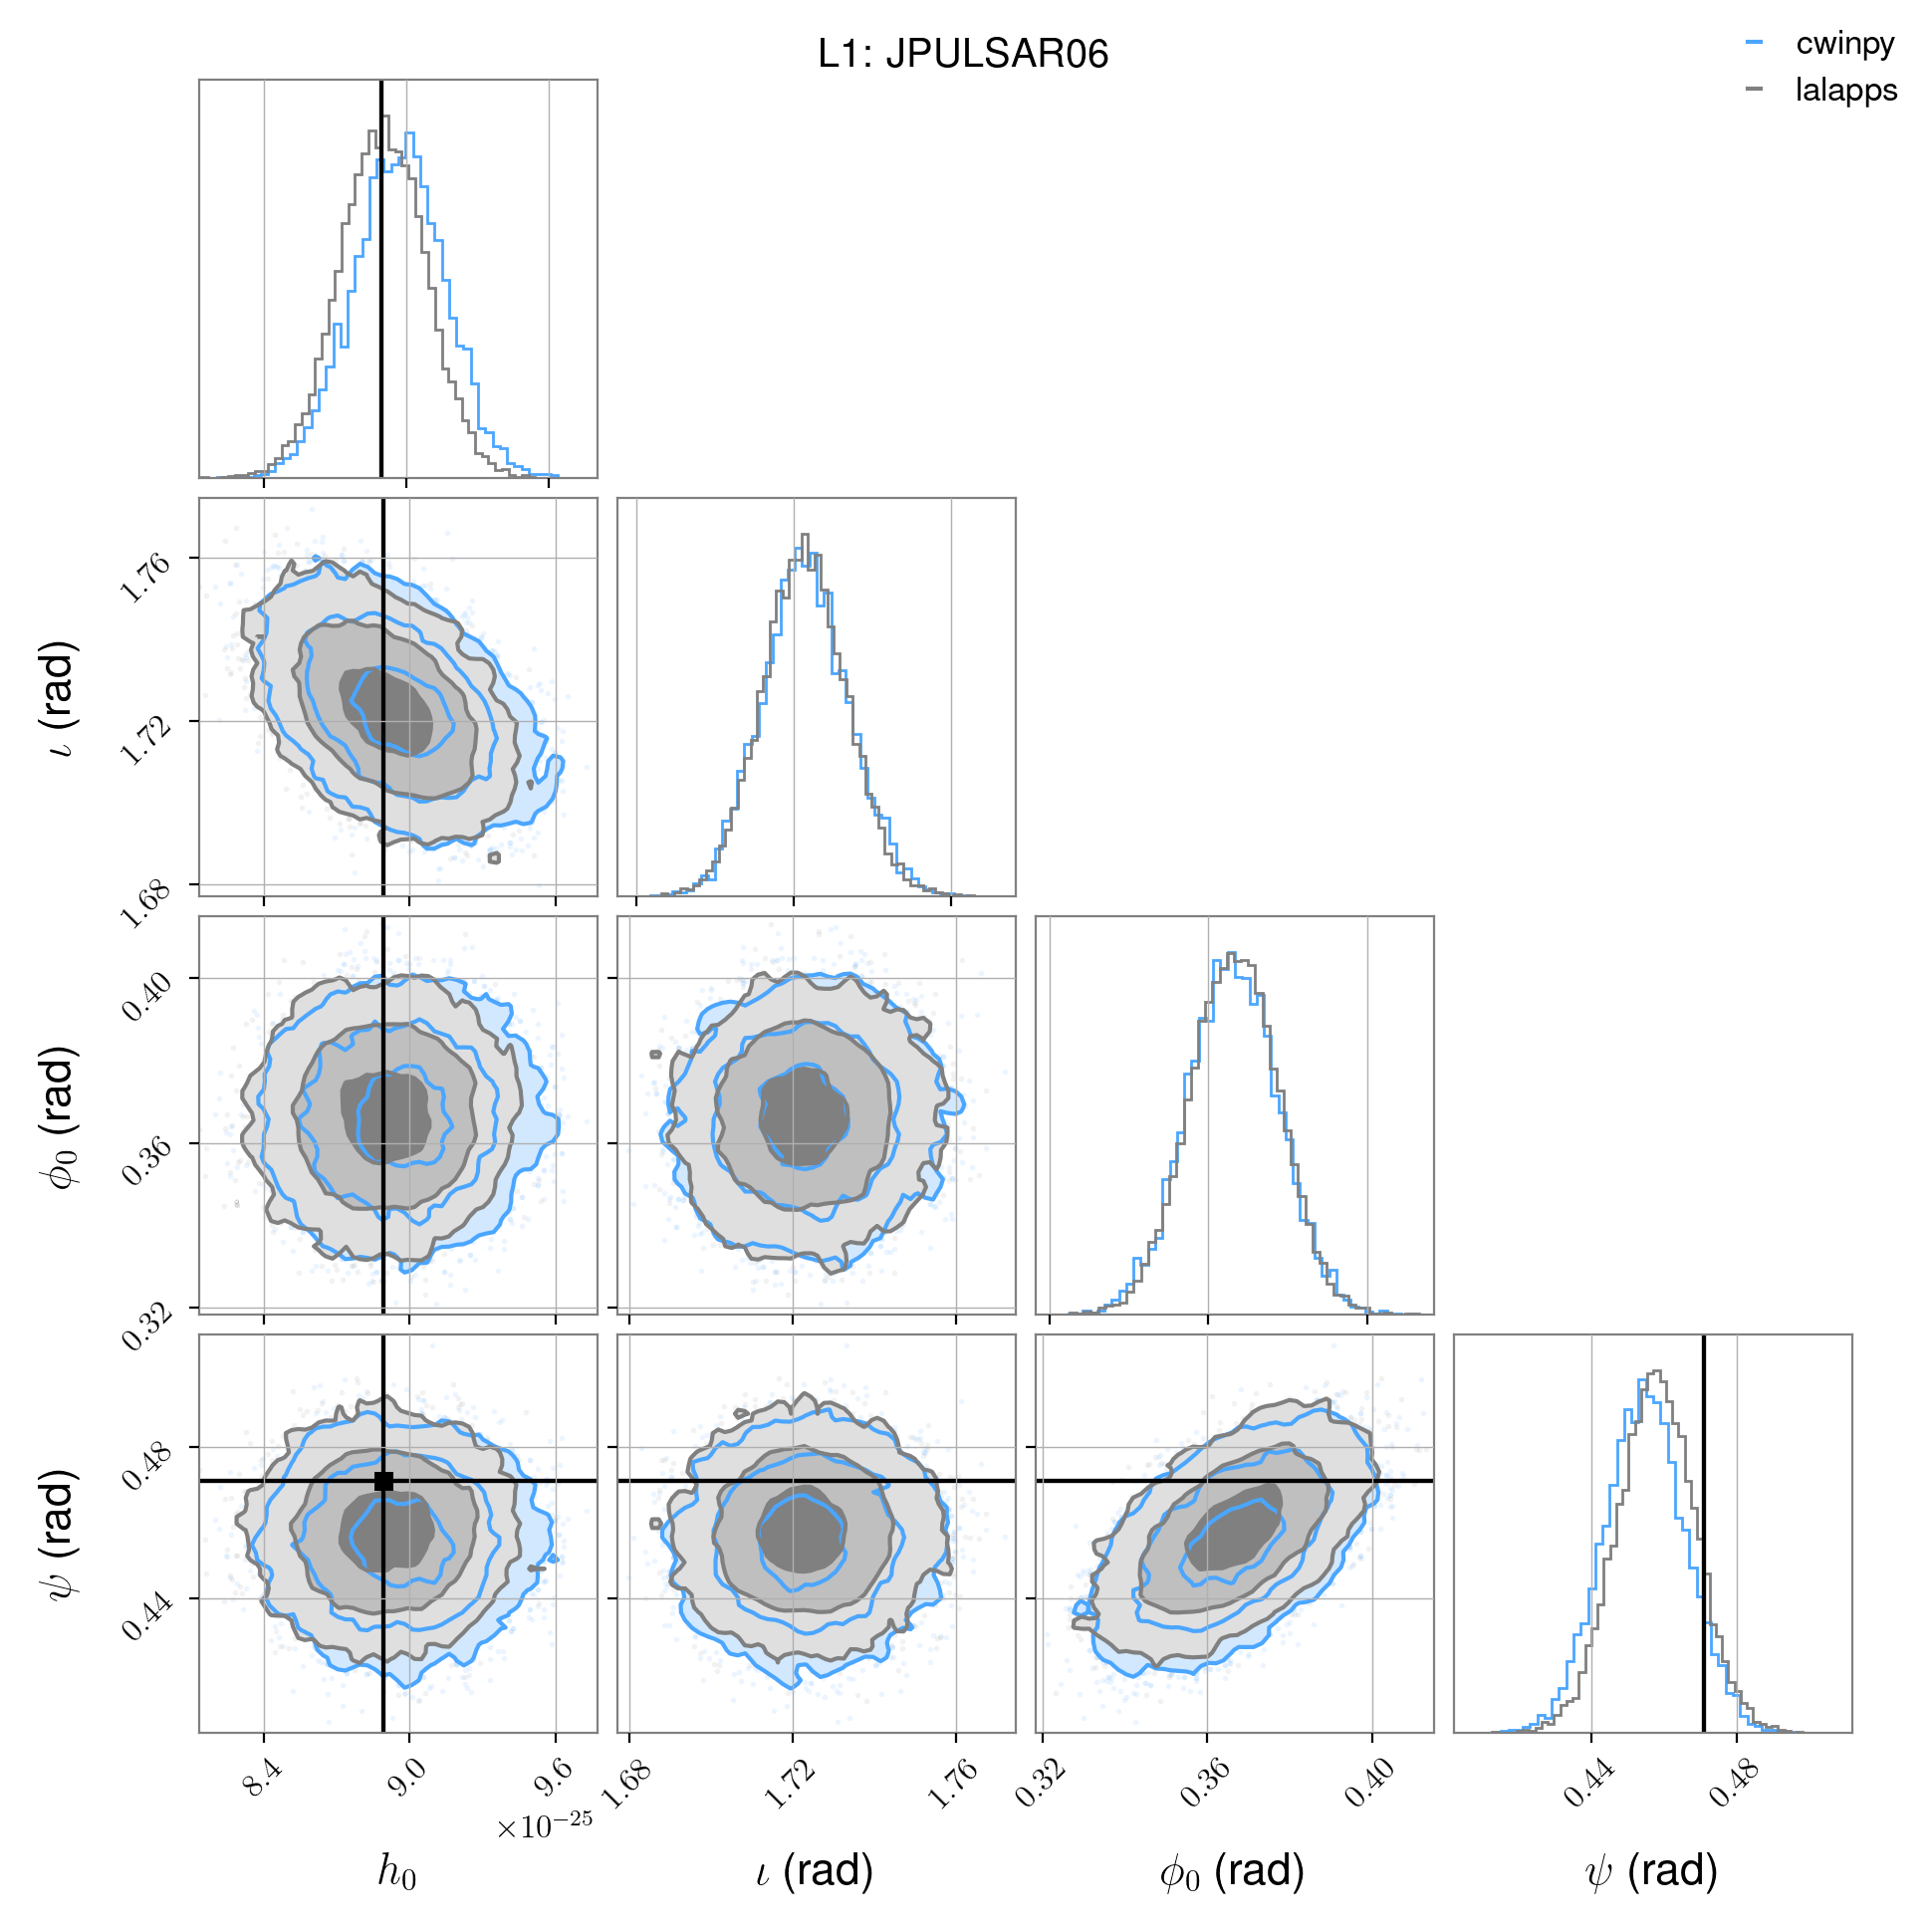 L1: JPULSAR06
cwinpy
lalapps
ι (rad)
1.76
1.72
1.68
ϕ₀ (rad)
0.40
0.36
0.32
ψ (rad)
0.48
0.44
8.4 9.0 9.6
×10⁻²⁵
h₀
1.68 1.72 1.76
ι (rad)
0.32 0.36 0.40
ϕ₀ (rad)
0.44 0.48
ψ (rad)